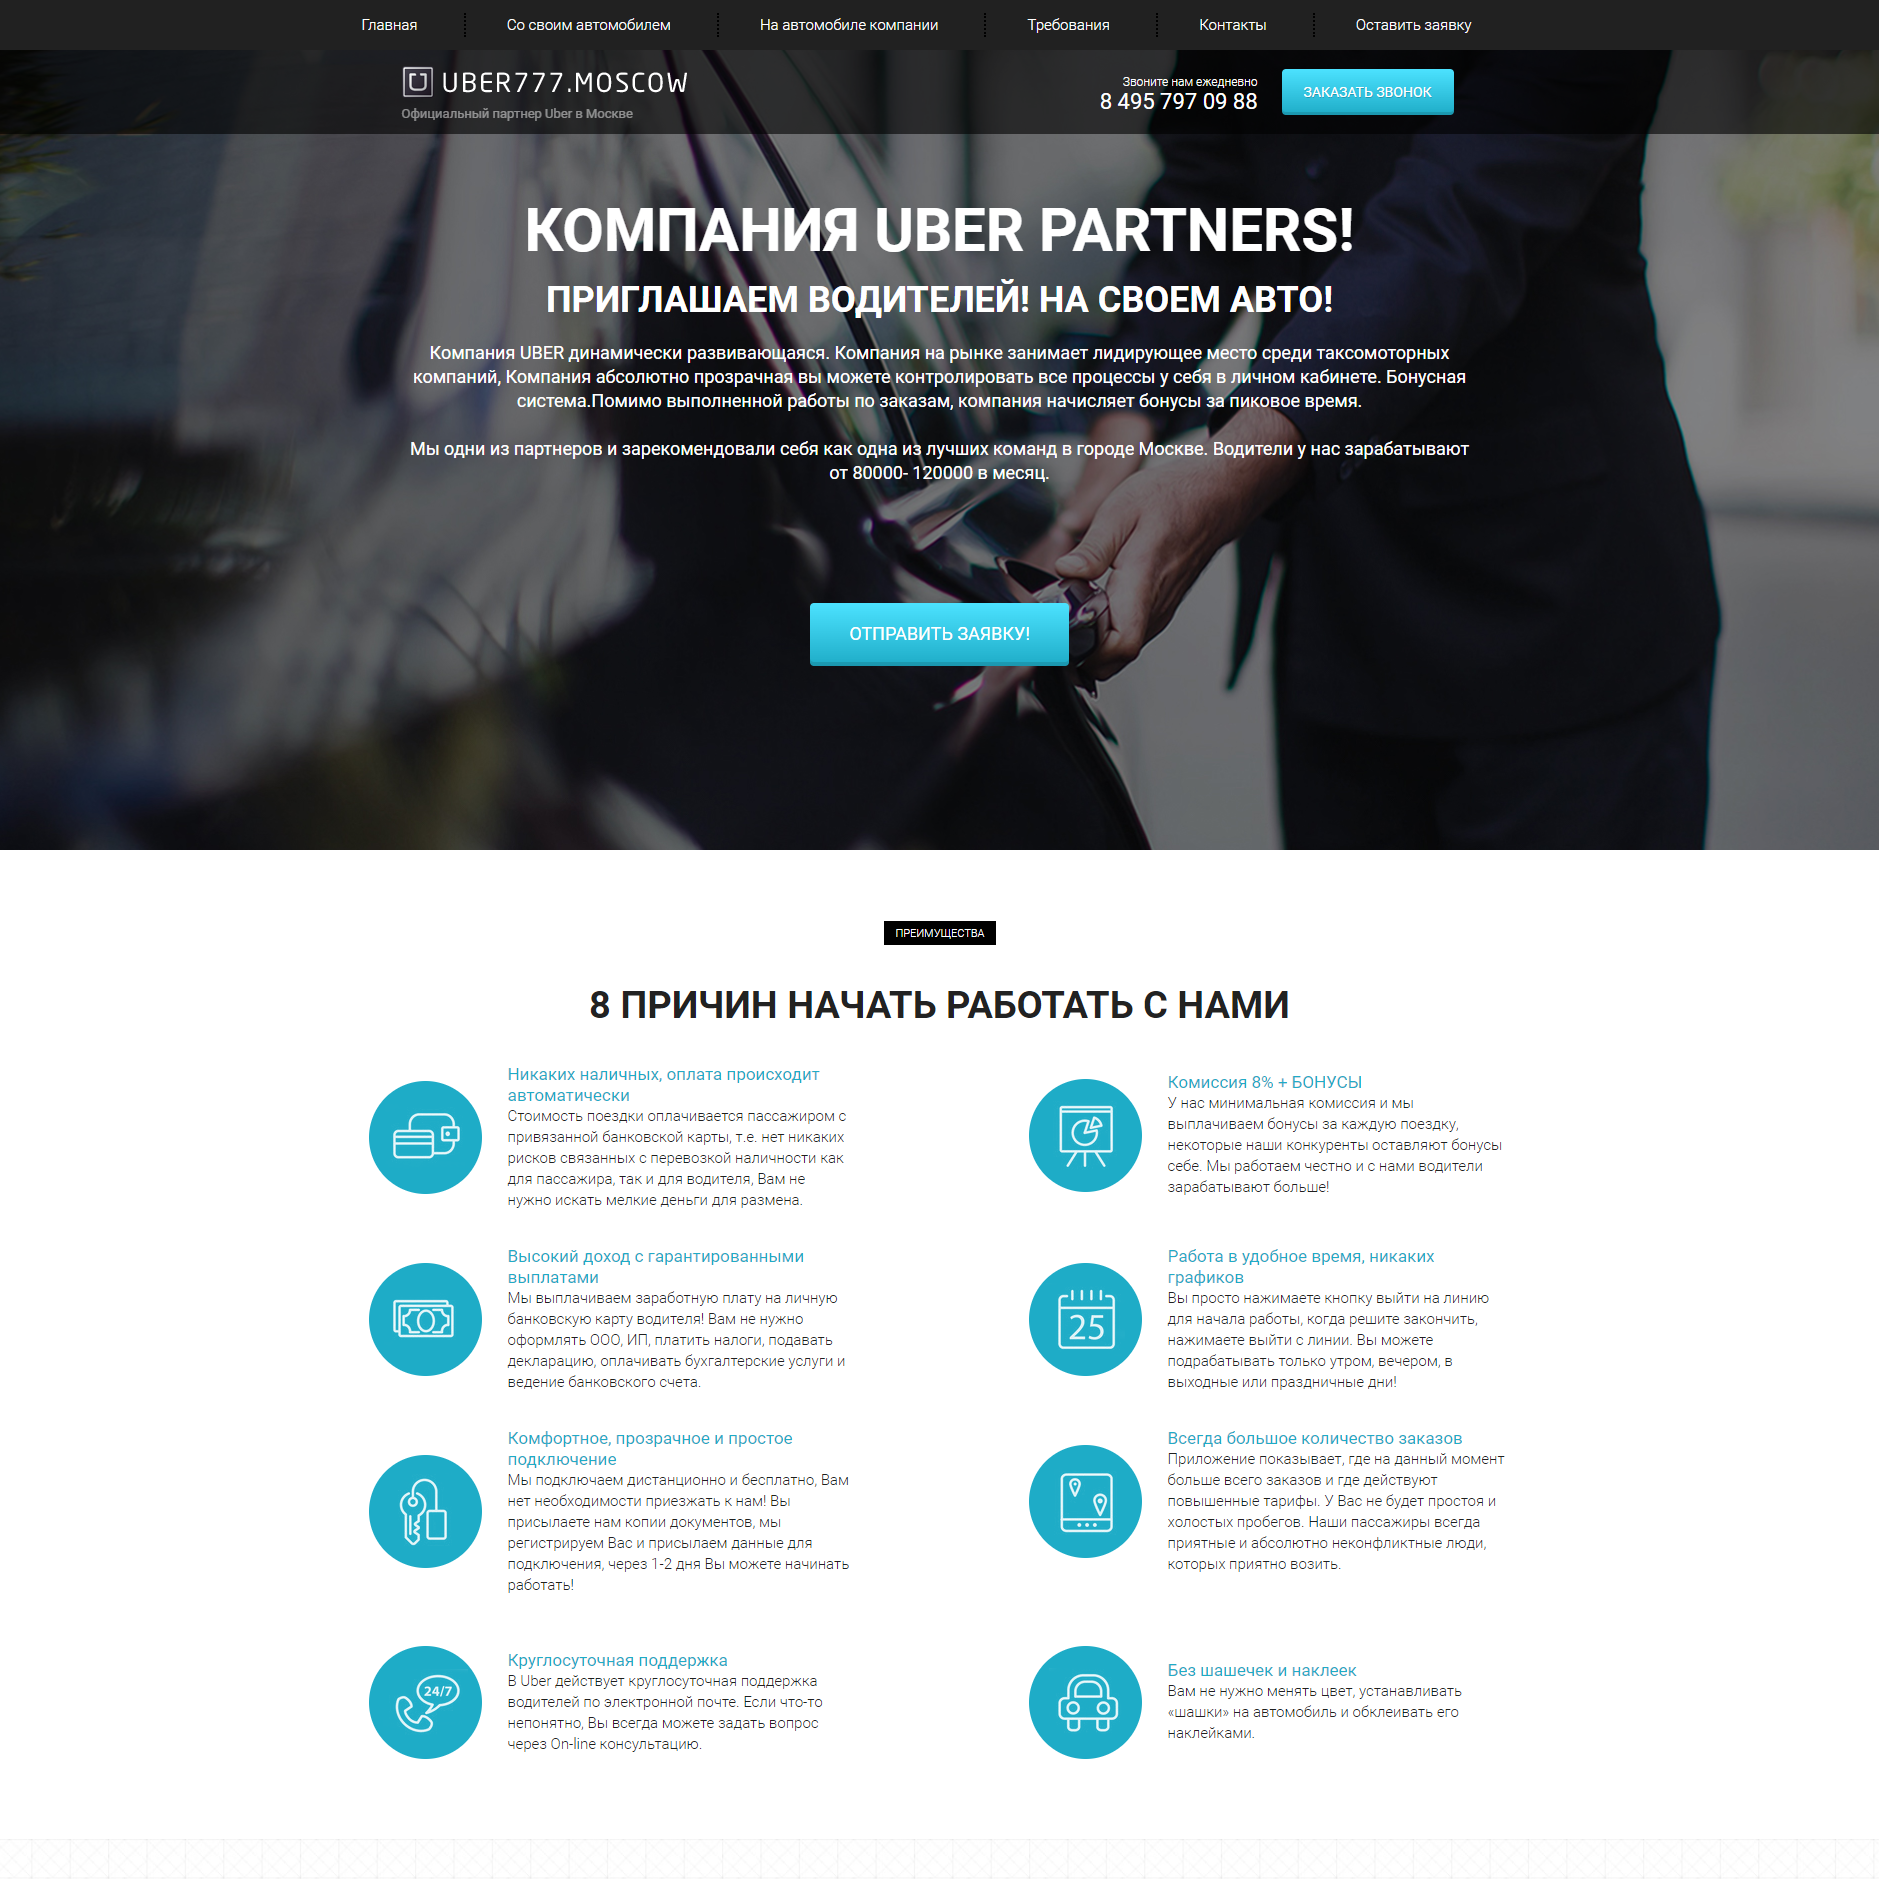 Главная
Со своим автомобилем
На автомобиле компании
Требования
Контакты
Оставить заявку
UBER777.MOSCOW
Официальный партнер Uber в Москве
Звоните нам ежедневно
8 495 797 09 88
ЗАКАЗАТЬ ЗВОНОК
КОМПАНИЯ UBER PARTNERS!
ПРИГЛАШАЕМ ВОДИТЕЛЕЙ! НА СВОЕМ АВТО!
Компания UBER динамически развивающаяся. Компания на рынке занимает лидирующее место среди таксомоторных
компаний, Компания абсолютно прозрачная вы можете контролировать все процессы у себя в личном кабинете. Бонусная
система.Помимо выполненной работы по заказам, компания начисляет бонусы за пиковое время.
Мы одни из партнеров и зарекомендовали себя как одна из лучших команд в городе Москве. Водители у нас зарабатывают
от 80000- 120000 в месяц.
ОТПРАВИТЬ ЗАЯВКУ!
ПРЕИМУЩЕСТВА
8 ПРИЧИН НАЧАТЬ РАБОТАТЬ С НАМИ
Никаких наличных, оплата происходит
автоматически
Стоимость поездки оплачивается пассажиром с
привязанной банковской карты, т.е. нет никаких
рисков связанных с перевозкой наличности как
для пассажира, так и для водителя, Вам не
нужно искать мелкие деньги для размена.
Комиссия 8% + БОНУСЫ
У нас минимальная комиссия и мы
выплачиваем бонусы за каждую поездку,
некоторые наши конкуренты оставляют бонусы
себе. Мы работаем честно и с нами водители
зарабатывают больше!
Высокий доход с гарантированными
выплатами
Мы выплачиваем заработную плату на личную
банковскую карту водителя! Вам не нужно
оформлять ООО, ИП, платить налоги, подавать
декларацию, оплачивать бухгалтерские услуги и
ведение банковского счета.
25
Работа в удобное время, никаких
графиков
Вы просто нажимаете кнопку выйти на линию
для начала работы, когда решите закончить,
нажимаете выйти с линии. Вы можете
подрабатывать только утром, вечером, в
выходные или праздничные дни!
Комфортное, прозрачное и простое
подключение
Мы подключаем дистанционно и бесплатно, Вам
нет необходимости приезжать к нам! Вы
присылаете нам копии документов, мы
регистрируем Вас и присылаем данные для
подключения, через 1-2 дня Вы можете начинать
работать!
Всегда большое количество заказов
Приложение показывает, где на данный момент
больше всего заказов и где действуют
повышенные тарифы. У Вас не будет простоя и
холостых пробегов. Наши пассажиры всегда
приятные и абсолютно неконфликтные люди,
которых приятно возить.
24/7
Круглосуточная поддержка
В Uber действует круглосуточная поддержка
водителей по электронной почте. Если что-то
непонятно, Вы всегда можете задать вопрос
через On-line консультацию.
Без шашечек и наклеек
Вам не нужно менять цвет, устанавливать
«шашки» на автомобиль и обклеивать его
наклейками.